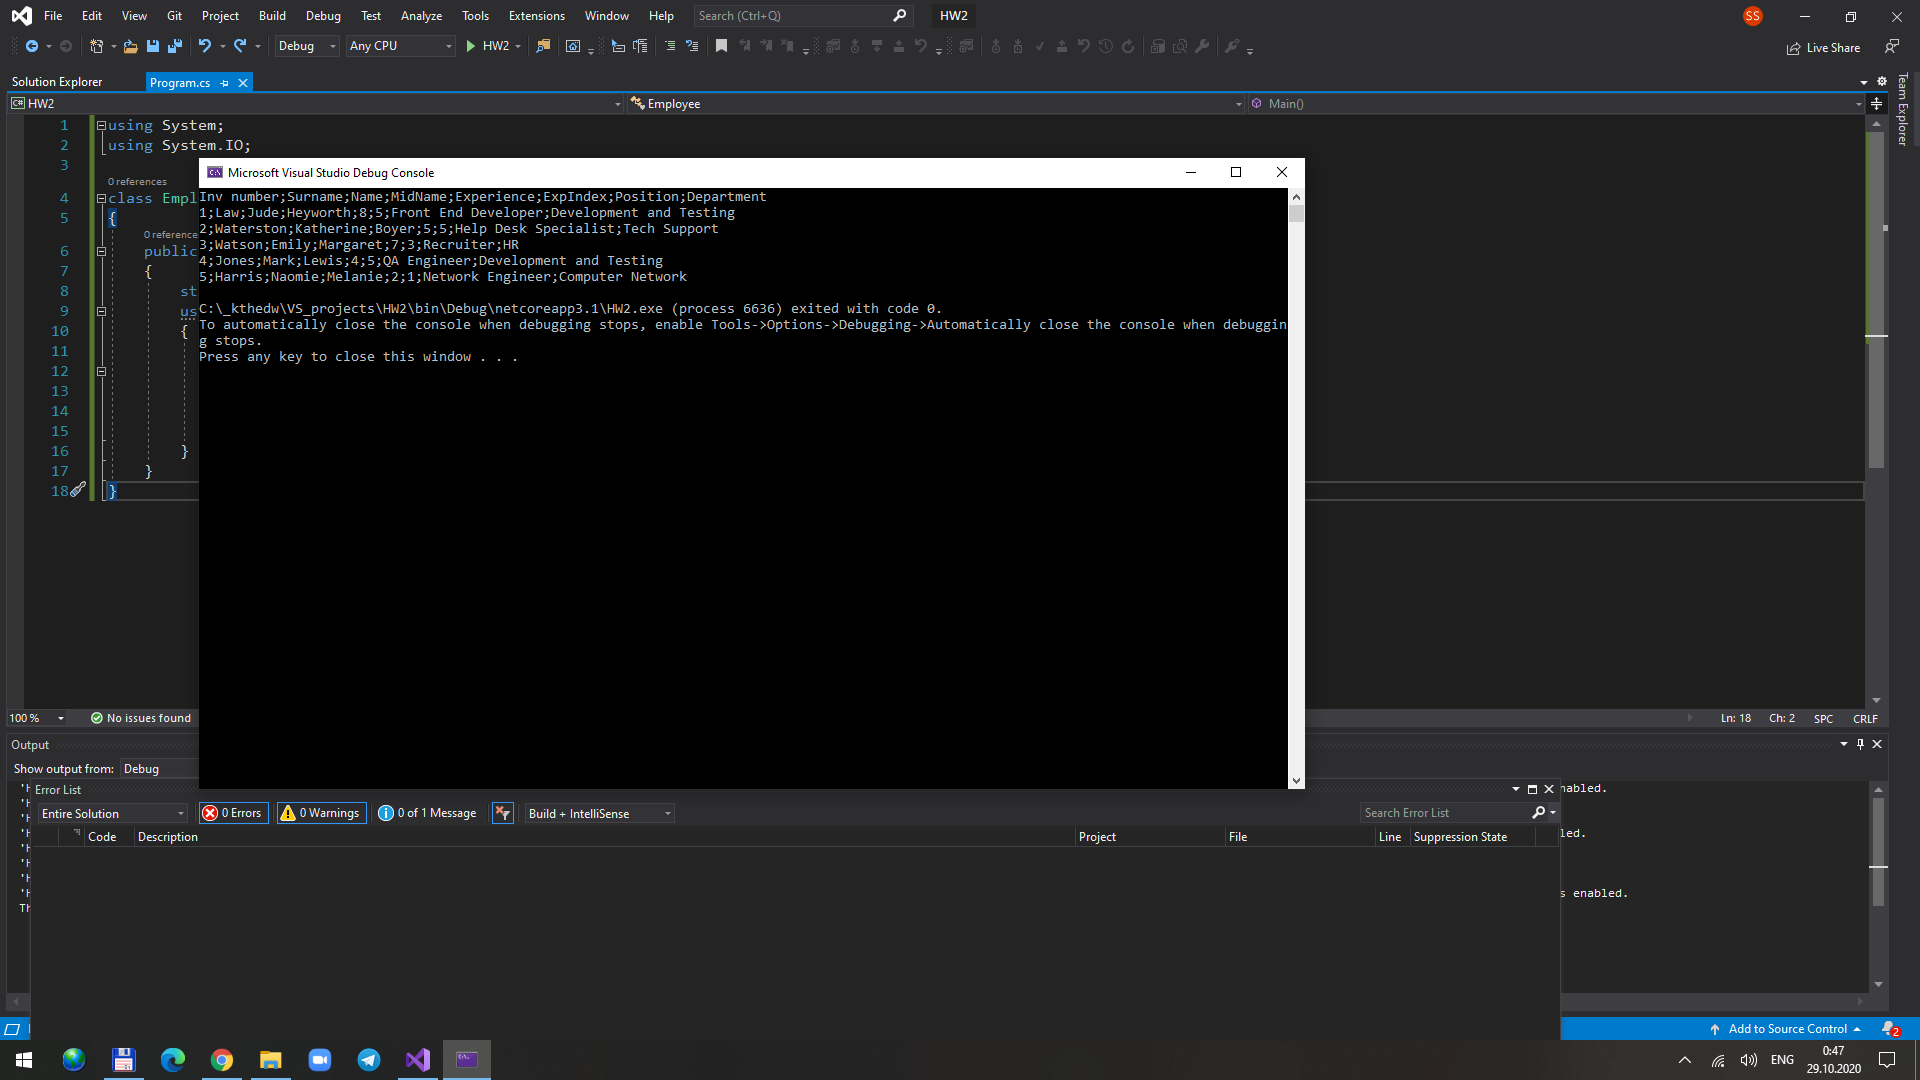 File Edit View Git Project Build Debug Test Analyze Tools Extensions Window Help Search (Ctrl+Q) HW2 SS
Debug Any CPU HW2 Live Share
Solution Explorer Program.cs
HW2 Employee Main()
Team Explorer
1 using System;
2 using System.IO;
3
0 references
4 class Empl
5 {
0 reference
6 public
7 {
8 st
9 us
10 {
11
12
13
14
15
16 }
17 }
18 }
Microsoft Visual Studio Debug Console
Inv number;Surname;Name;MidName;Experience;ExpIndex;Position;Department
1;Law;Jude;Heyworth;8;5;Front End Developer;Development and Testing
2;Waterston;Katherine;Boyer;5;5;Help Desk Specialist;Tech Support
3;Watson;Emily;Margaret;7;3;Recruiter;HR
4;Jones;Mark;Lewis;4;5;QA Engineer;Development and Testing
5;Harris;Naomie;Melanie;2;1;Network Engineer;Computer Network
C:\_kthedw\VS_projects\HW2\bin\Debug\netcoreapp3.1\HW2.exe (process 6636) exited with code 0.
To automatically close the console when debugging stops, enable Tools->Options->Debugging->Automatically close the console when debuggin
g stops.
Press any key to close this window . . .
100 % No issues found Ln: 18 Ch: 2 SPC CRLF
Output
Show output from: Debug
nabled.
led.
s enabled.
Th
Error List
Entire Solution 0 Errors 0 Warnings 0 of 1 Message Build + IntelliSense Search Error List
Code Description Project File Line Suppression State
Add to Source Control 2
ENG 0:47
29.10.2020